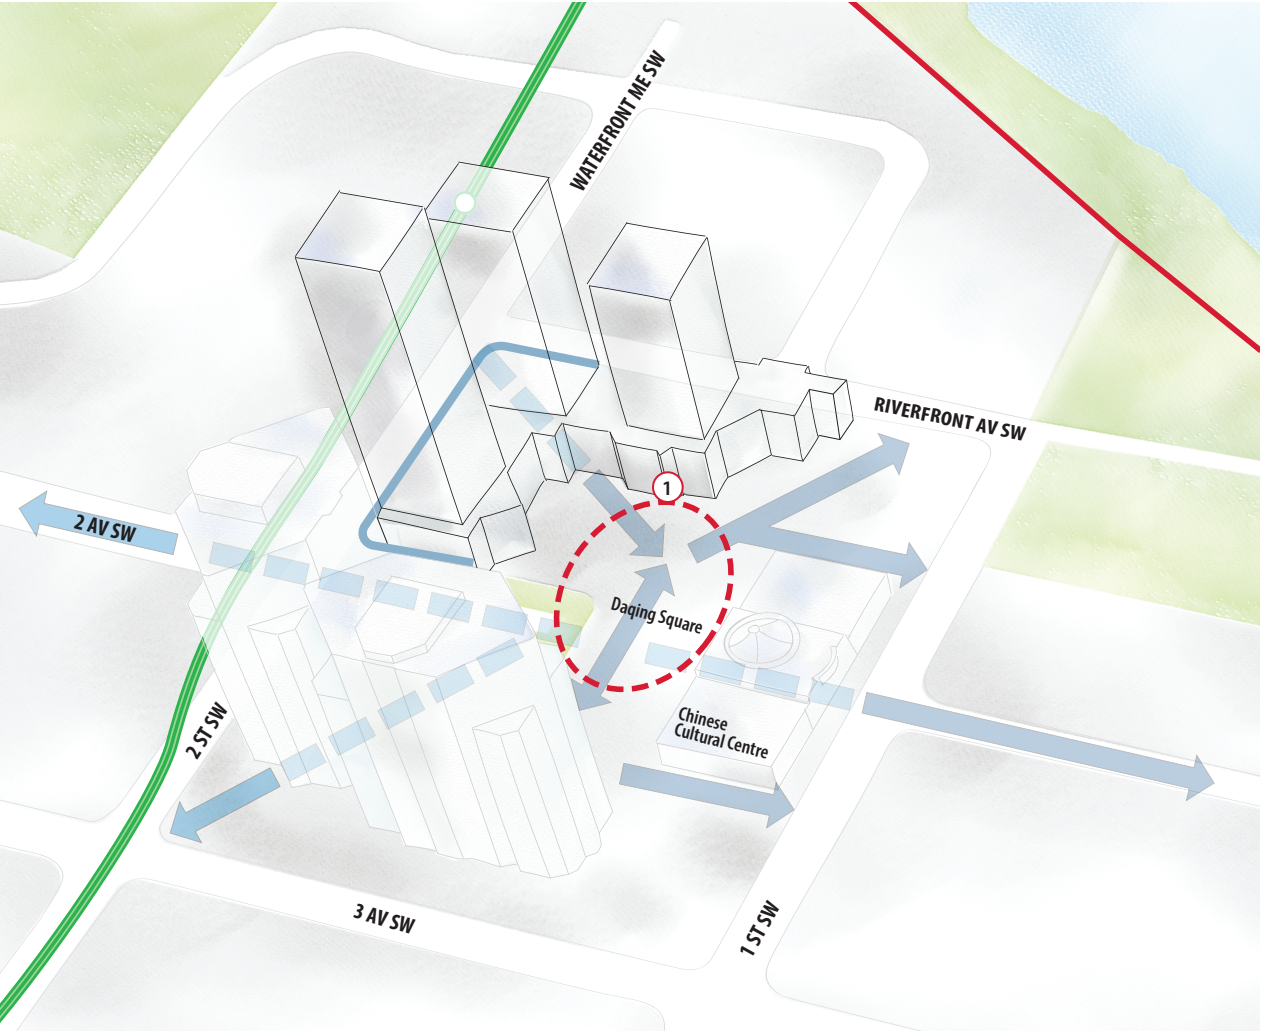 WATERFRONT ME SW
RIVERFRONT AV SW
1
2 AV SW
Daqing Square
2 ST SW
Chinese
Cultural Centre
3 AV SW
1 ST SW